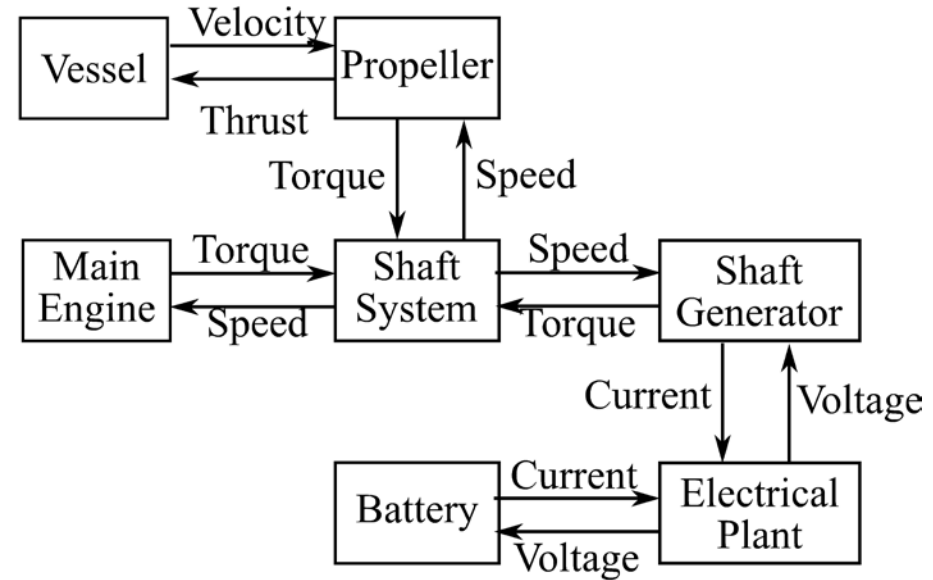 Velocity
Vessel
Propeller
Thrust
Torque
Speed
Main
Engine
Torque
Speed
Shaft
System
Speed
Torque
Shaft
Generator
Current
Voltage
Battery
Current
Voltage
Electrical
Plant